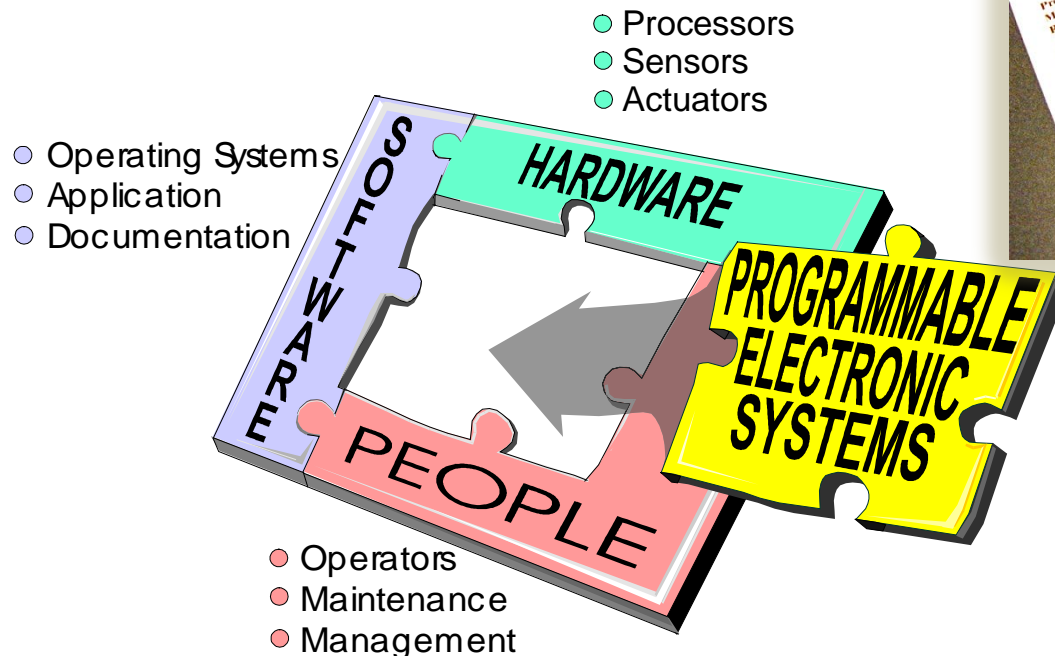 Processors
Sensors
Actuators
Operating Systems
Application
Documentation
SOFTWARE
HARDWARE
PROGRAMMABLE
ELECTRONIC
SYSTEMS
PEOPLE
Operators
Maintenance
Management